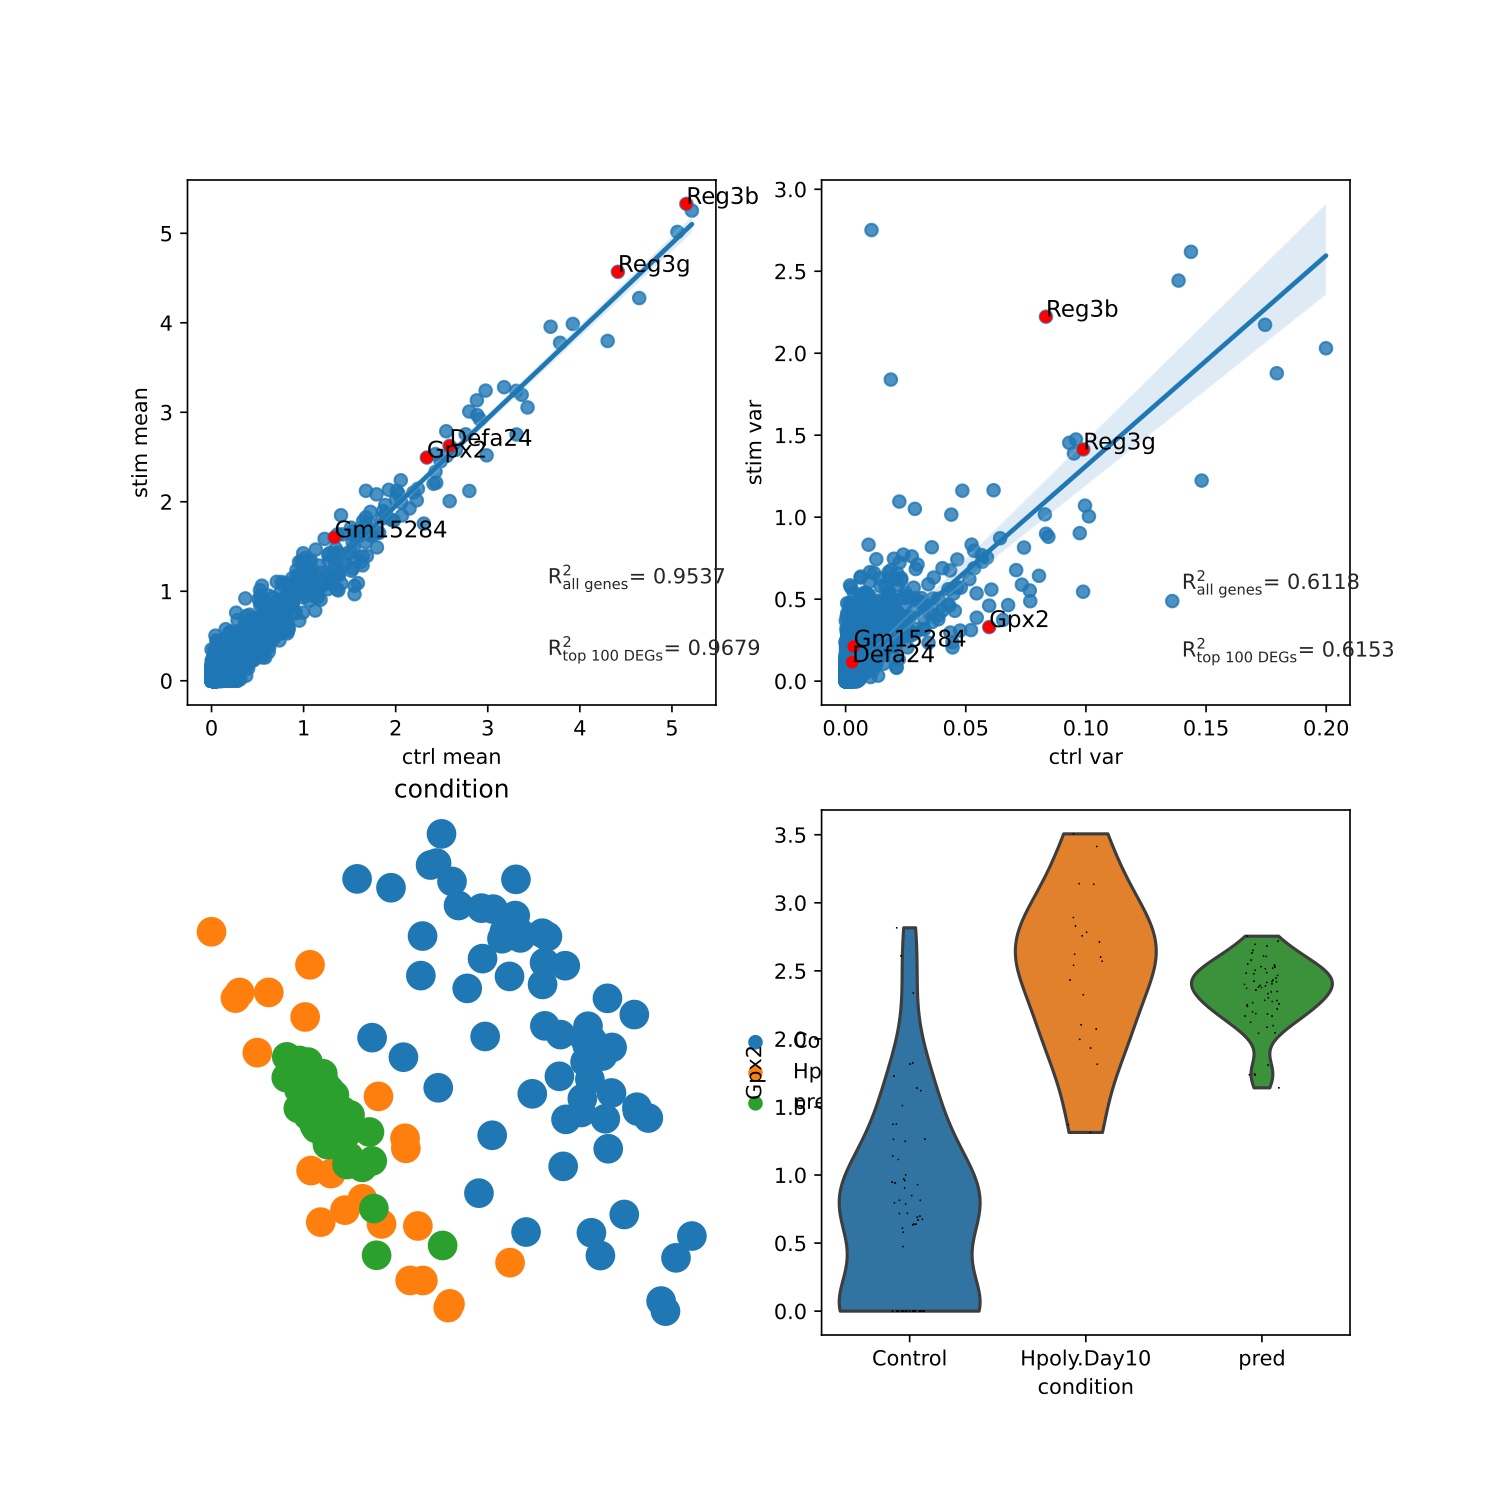 Reg3b
Reg3g
Defa24
Gpx2
Gm15284
R²all genes= 0.9537
R²top 100 DEGs= 0.9679
0
1
2
3
4
5
stim mean
0 1 2 3 4 5
ctrl mean
Reg3b
Reg3g
Gpx2
Gm15284
Defa24
R²all genes= 0.6118
R²top 100 DEGs= 0.6153
3.0
2.5
2.0
1.5
1.0
0.5
0.0
stim var
0.00 0.05 0.10 0.15 0.20
ctrl var
condition
Co
Hp
pre
Gpx2
3.5
3.0
2.5
2.0
1.5
1.0
0.5
0.0
Control Hpoly.Day10 pred
condition